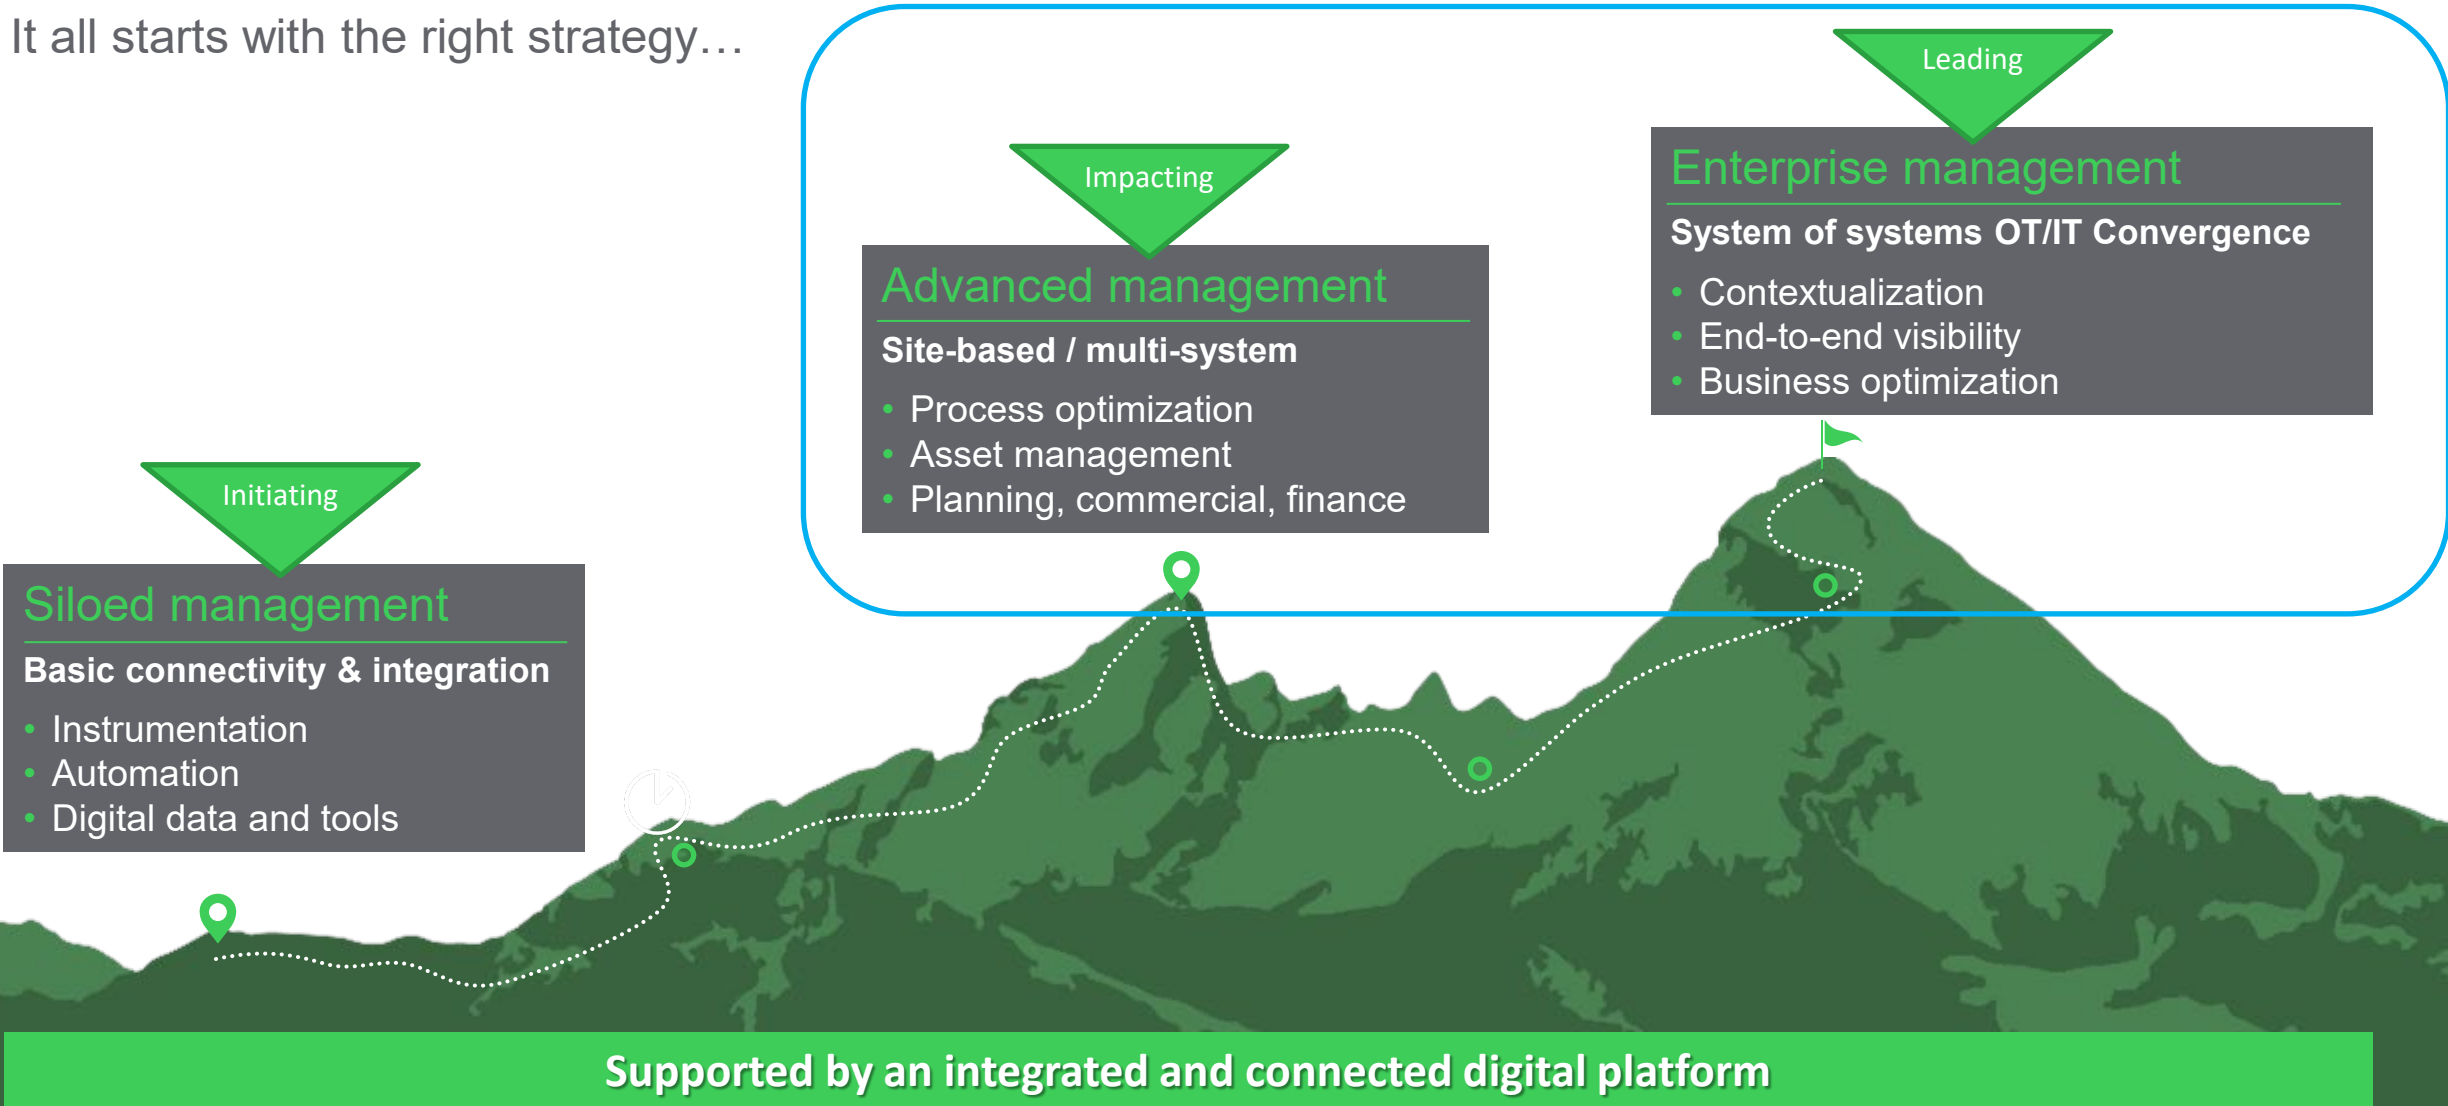 It all starts with the right strategy…
Initiating
Siloed management
Basic connectivity & integration
• Instrumentation
• Automation
• Digital data and tools
Impacting
Advanced management
Site-based / multi-system
• Process optimization
• Asset management
• Planning, commercial, finance
Leading
Enterprise management
System of systems OT/IT Convergence
• Contextualization
• End-to-end visibility
• Business optimization
Supported by an integrated and connected digital platform